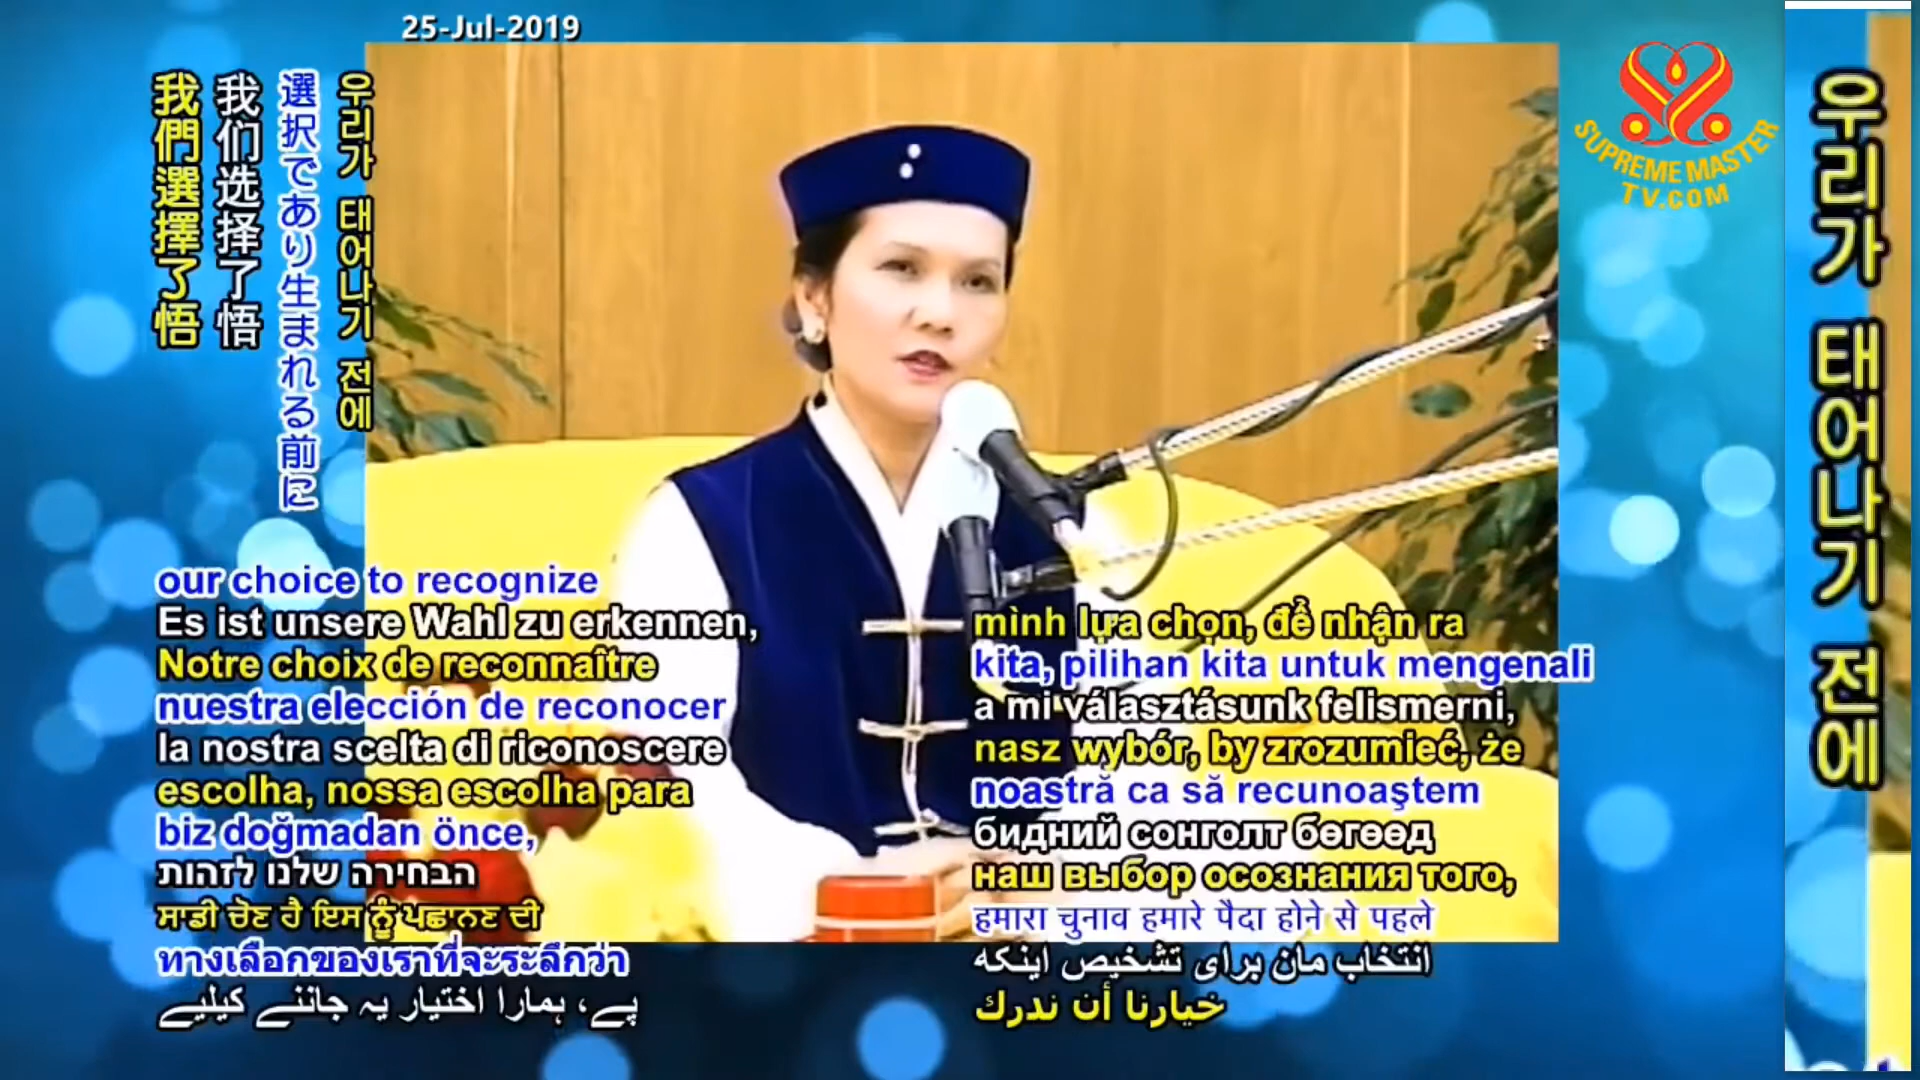 25-Jul-2019
SUPREME MASTER
TV.COM
우리가 태어나기 전에
選択であり生まれる前に
我们选择了悟
我們選擇了悟
우리가 태어나기 전에
our choice to recognize
Es ist unsere Wahl zu erkennen,
Notre choix de reconnaître
nuestra elección de reconocer
la nostra scelta di riconoscere
escolha, nossa escolha para
biz doğmadan önce,
הבחירה שלנו לזהות
ਸਾਡੀ ਚੋਣ ਹੈ ਇਸ ਨੂੰ ਪਛਾਨਣ ਦੀ
ทางเลือกของเราที่จะระลึกว่า
پے، ہمارا اختیار یہ جاننے کیلیے
mình lựa chọn, để nhận ra
kita, pilihan kita untuk mengenali
a mi választásunk felismerni,
nasz wybór, by zrozumieć, że
noastră ca să recunoaştem
бидний сонголт бөгөөд
наш выбор осознания того,
हमारा चुनाव हमारे पैदा होने से पहले
انتخاب مان برای تشخیص اینکه
خيارنا أن ندرك